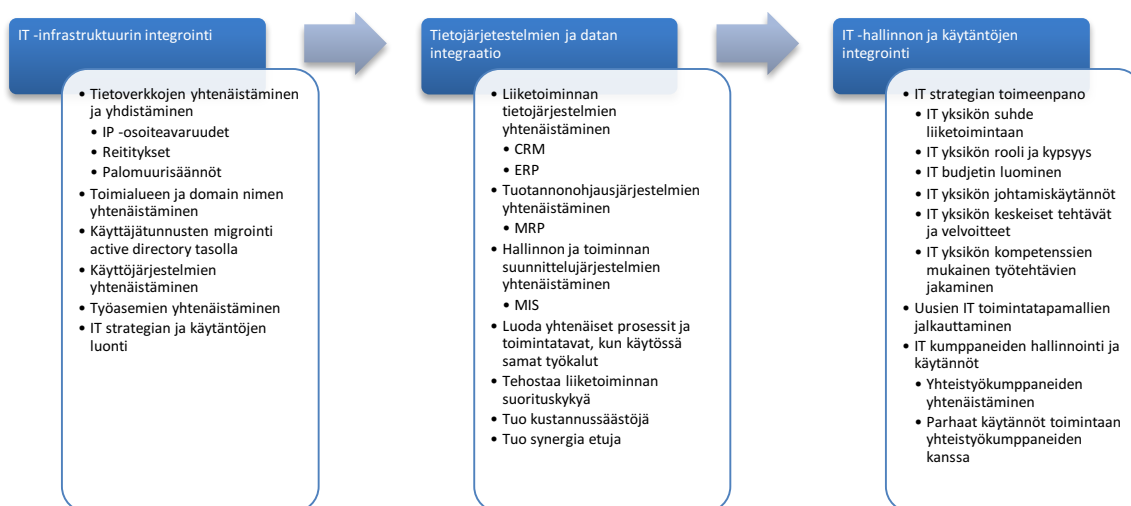 IT -infrastruktuurin integrointi
• Tietoverkkojen yhtenäistäminen
ja yhdistäminen
• IP -osoiteavaruudet
• Reititykset
• Palomuurisäännöt
• Toimialueen ja domain nimen
yhtenäistäminen
• Käyttäjätunnusten migrointi
active directory tasolla
• Käyttöjärjestelmien
yhtenäistäminen
• Työasemien yhtenäistäminen
• IT strategian ja käytäntöjen
luonti
Tietojärjetestelmien ja datan
integraatio
• Liiketoiminnan
tietojärjestelmien
yhtenäistäminen
• CRM
• ERP
• Tuotannonohjausjärjestelmien
yhtenäistäminen
• MRP
• Hallinnon ja toiminnan
suunnittelujärjestelmien
yhtenäistäminen
• MIS
• Luoda yhtenäiset prosessit ja
toimintatavat, kun käytössä
samat työkalut
• Tehostaa liiketoiminnan
suorituskykyä
• Tuo kustannussäästöjä
• Tuo synergia etuja
IT -hallinnon ja käytäntöjen
integrointi
• IT strategian toimeenpano
• IT yksikön suhde
liiketoimintaan
• IT yksikön rooli ja kypsyys
• IT budjetin luominen
• IT yksikön johtamiskäytännöt
• IT yksikön keskeiset tehtävät
ja velvoitteet
• IT yksikön kompetenssien
mukainen työtehtävien
jakaminen
• Uusien IT toimintatapamallien
jalkauttaminen
• IT kumppaneiden hallinnointi ja
käytännöt
• Yhteistyökumppaneiden
yhtenäistäminen
• Parhaat käytännöt toimintaan
yhteistyökumppaneiden
kanssa